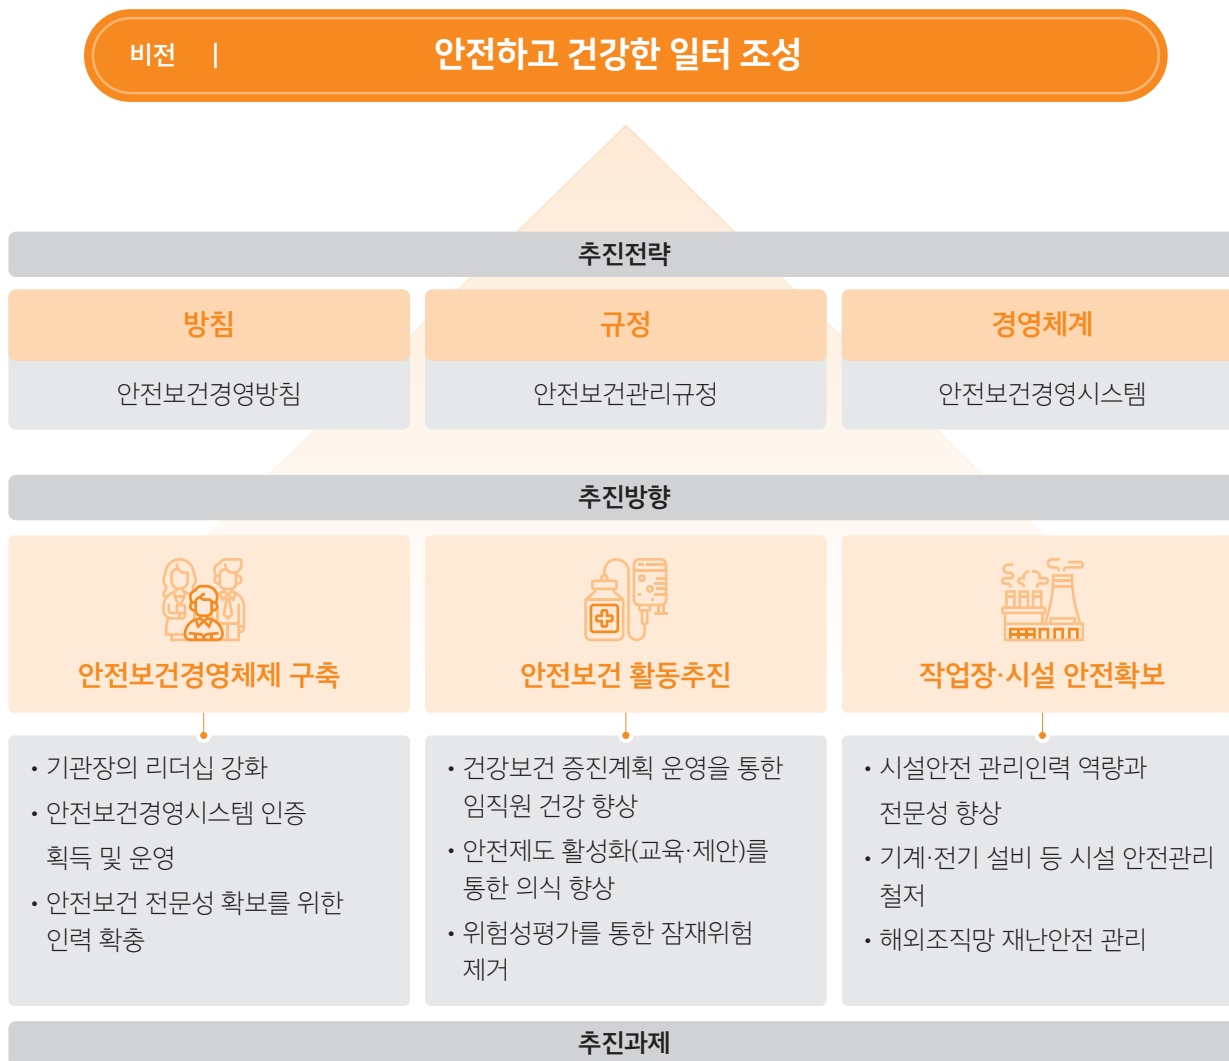 비전 | 안전하고 건강한 일터 조성
추진전략
방침
안전보건경영방침
규정
안전보건관리규정
경영체계
안전보건경영시스템
추진방향
안전보건경영체제 구축
• 기관장의 리더십 강화
• 안전보건경영시스템 인증
획득 및 운영
• 안전보건 전문성 확보를 위한
인력 확충
안전보건 활동추진
• 건강보건 증진계획 운영을 통한
임직원 건강 향상
• 안전제도 활성화(교육·제안)를
통한 의식 향상
• 위험성평가를 통한 잠재위험
제거
작업장·시설 안전확보
• 시설안전 관리인력 역량과
전문성 향상
• 기계·전기 설비 등 시설 안전관리
철저
• 해외조직망 재난안전 관리
추진과제